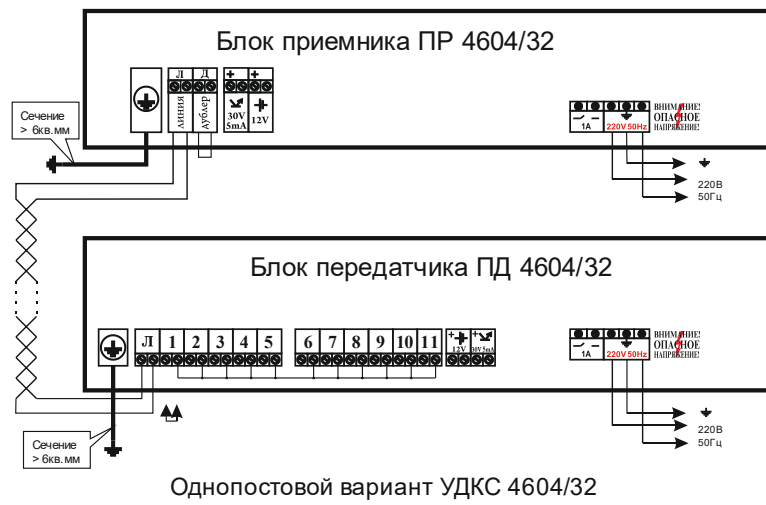 Блок приемника ПР 4604/32
Л Д + +
линия дублер
30V 5mA 12V
Сечение
> 6кв.мм
1A 220V 50Hz
ВНИМАНИЕ!
ОПАСНОЕ
НАПРЯЖЕНИЕ!
220В
50Гц
Блок передатчика ПД 4604/32
Л 1 2 3 4 5 6 7 8 9 10 11
+ +
12V 30V 5mA
1A 220V 50Hz
ВНИМАНИЕ!
ОПАСНОЕ
НАПРЯЖЕНИЕ!
220В
50Гц
Сечение
> 6кв.мм
Однопостовой вариант УДКС 4604/32